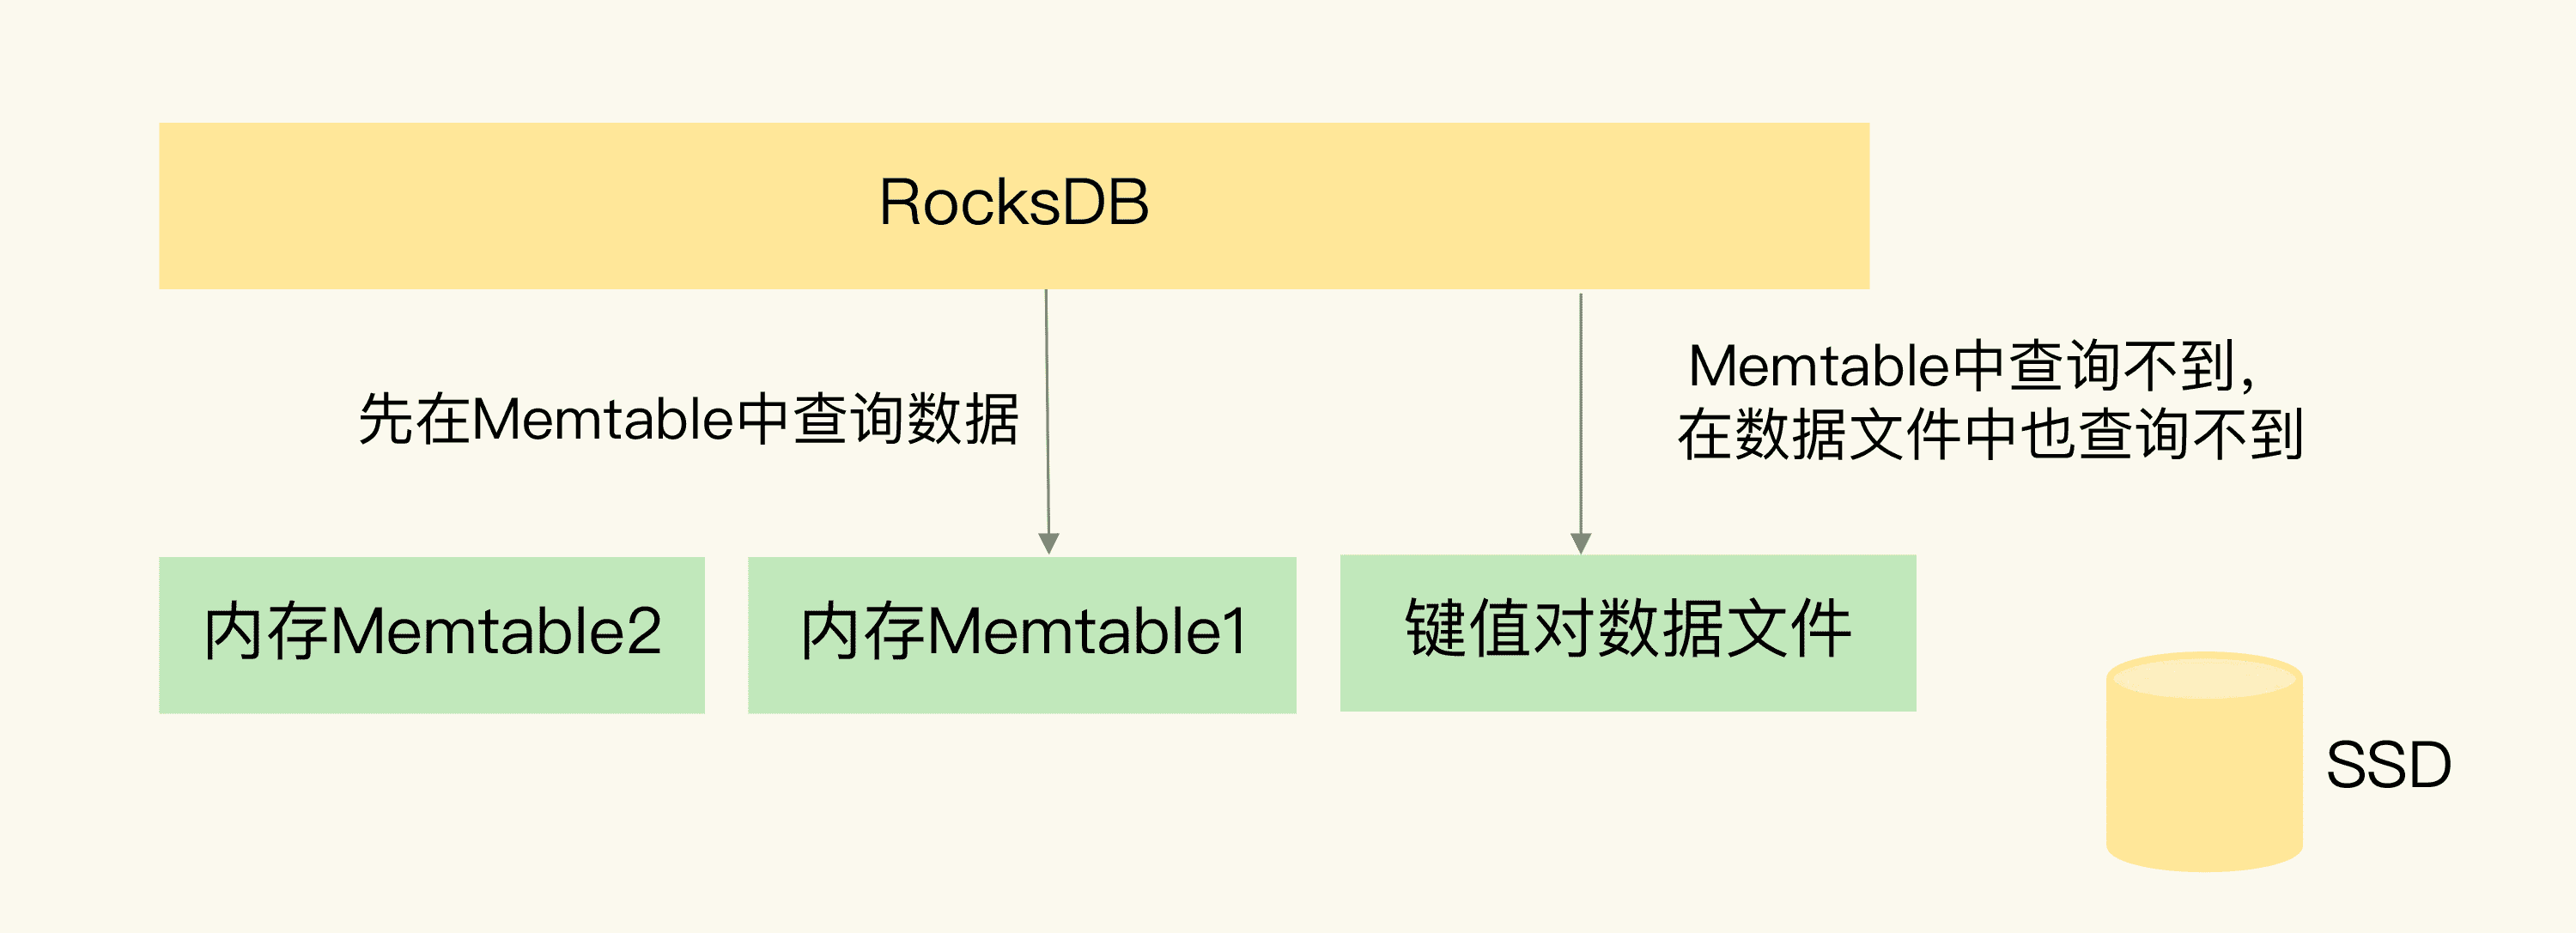 RocksDB
先在Memtable中查询数据
Memtable中查询不到，
在数据文件中也查询不到
内存Memtable2
内存Memtable1
键值对数据文件
SSD